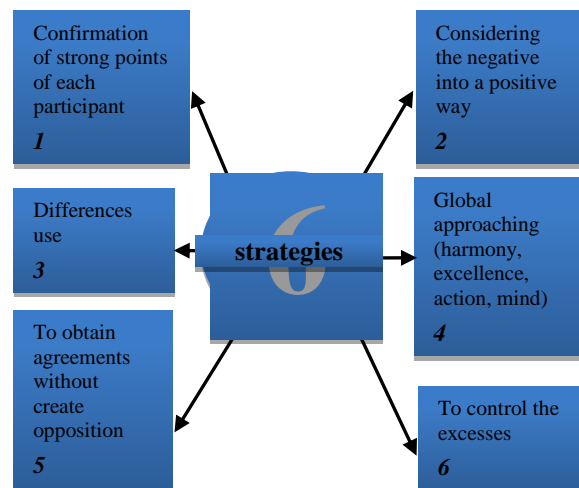 Confirmation
of strong points
of each
participant
1
Considering
the negative
into a positive
way
2
Differences
use
3
6
strategies
Global
approaching
(harmony,
excellence,
action, mind)
4
To obtain
agreements
without
create
opposition
5
To control the
excesses
6